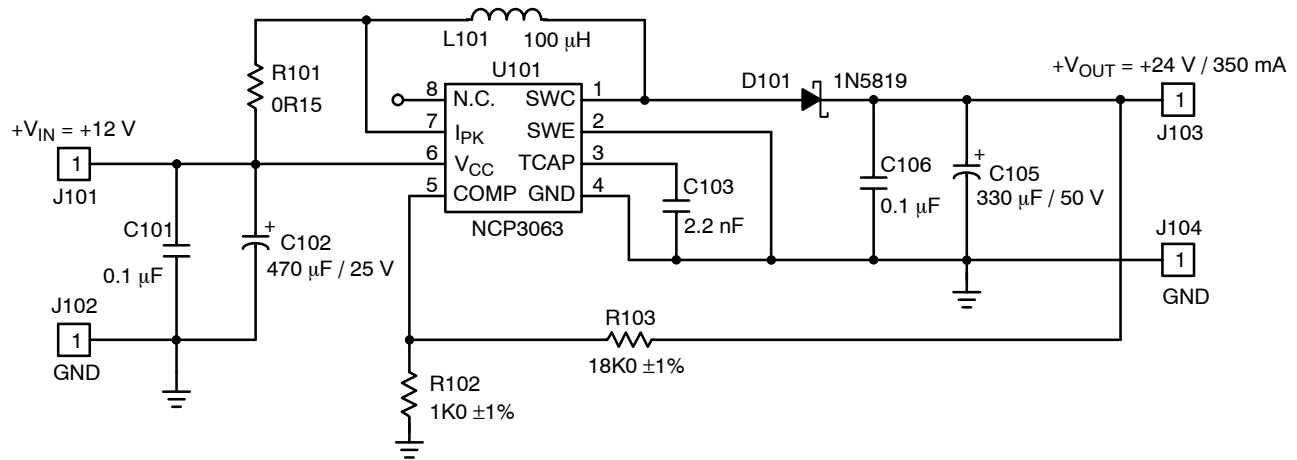 L101 100 μH
R101
0R15
U101
8 N.C. SWC 1
7 IPK SWE 2
6 VCC TCAP 3
5 COMP GND 4
NCP3063
D101 1N5819
+VOUT = +24 V / 350 mA
1
J103
+VIN = +12 V
1
J101
C101
0.1 μF
+
C102
470 μF / 25 V
C103
2.2 nF
C106
0.1 μF
+
C105
330 μF / 50 V
J104
1
GND
J102
1
GND
R103
18K0 ±1%
R102
1K0 ±1%